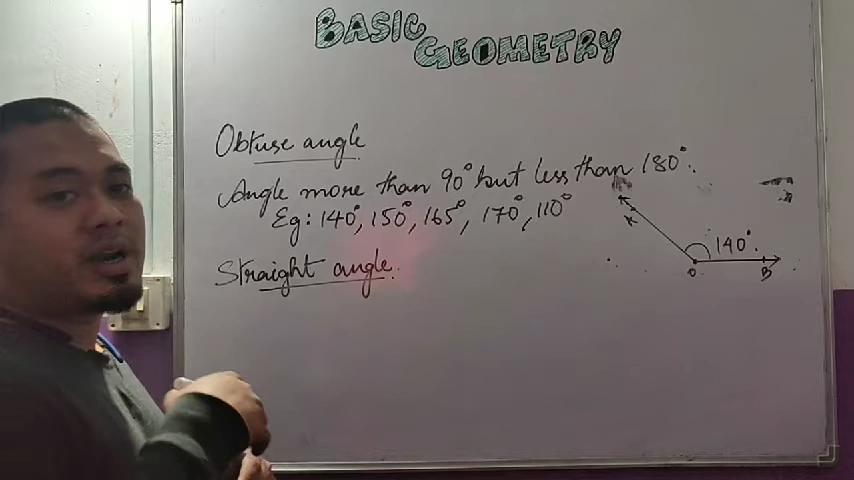 BASIC
GEOMETRY
Obtuse angle
Angle more than 90° but less than 180°.
Eg: 140°, 150°, 165°, 170°, 110°
Straight angle.
140°.
O
B